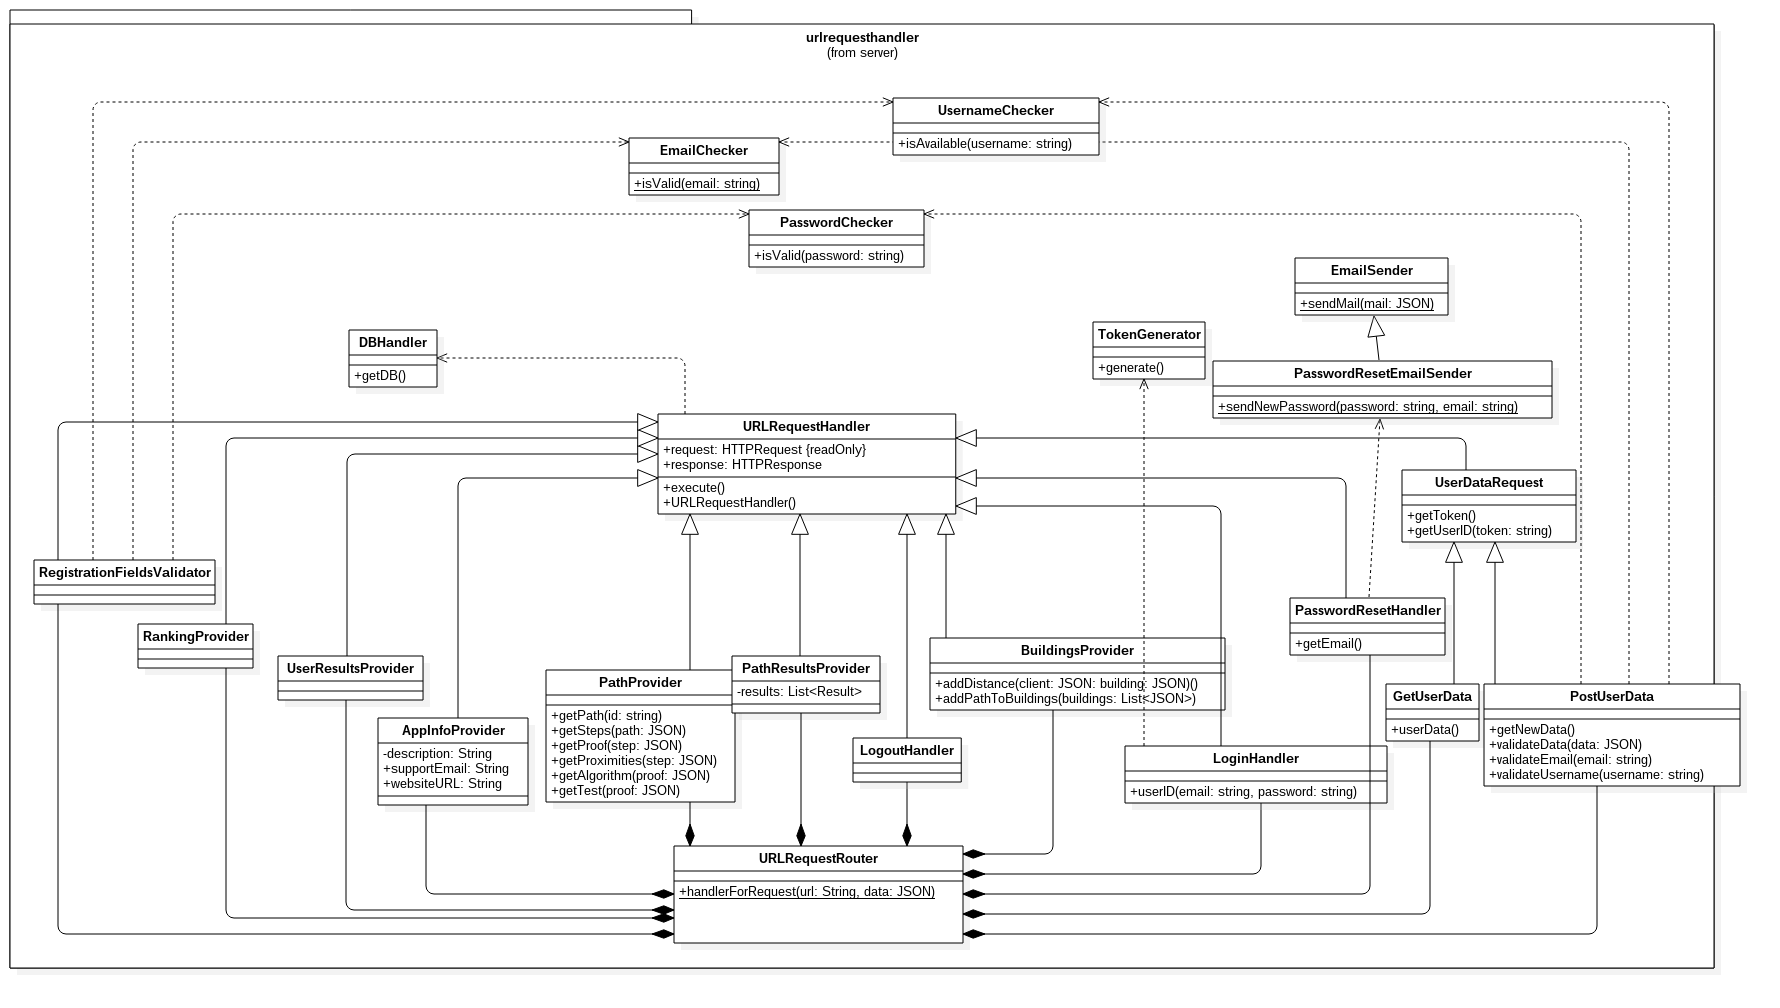 urlrequesthandler
(from server)
UsernameChecker
+isAvailable(username: string)
EmailChecker
+isValid(email: string)
PasswordChecker
+isValid(password: string)
EmailSender
+sendMail(mail: JSON)
DBHandler
+getDB()
TokenGenerator
+generate()
PasswordResetEmailSender
+sendNewPassword(password: string, email: string)
URLRequestHandler
+request: HTTPRequest {readOnly}
+response: HTTPResponse
+execute()
+URLRequestHandler()
UserDataRequest
+getToken()
+getUserID(token: string)
RegistrationFieldsValidator
RankingProvider
UserResultsProvider
AppInfoProvider
-description: String
+supportEmail: String
+websiteURL: String
PathProvider
+getPath(id: string)
+getSteps(path: JSON)
+getProof(step: JSON)
+getProximities(step: JSON)
+getAlgorithm(proof: JSON)
+getTest(proof: JSON)
PathResultsProvider
-results: List<Result>
LogoutHandler
BuildingsProvider
+addDistance(client: JSON: building: JSON)()
+addPathToBuildings(buildings: List<JSON>)
LoginHandler
+userID(email: string, password: string)
PasswordResetHandler
+getEmail()
GetUserData
+userData()
PostUserData
+getNewData()
+validateData(data: JSON)
+validateEmail(email: string)
+validateUsername(username: string)
URLRequestRouter
+handlerForRequest(url: String, data: JSON)